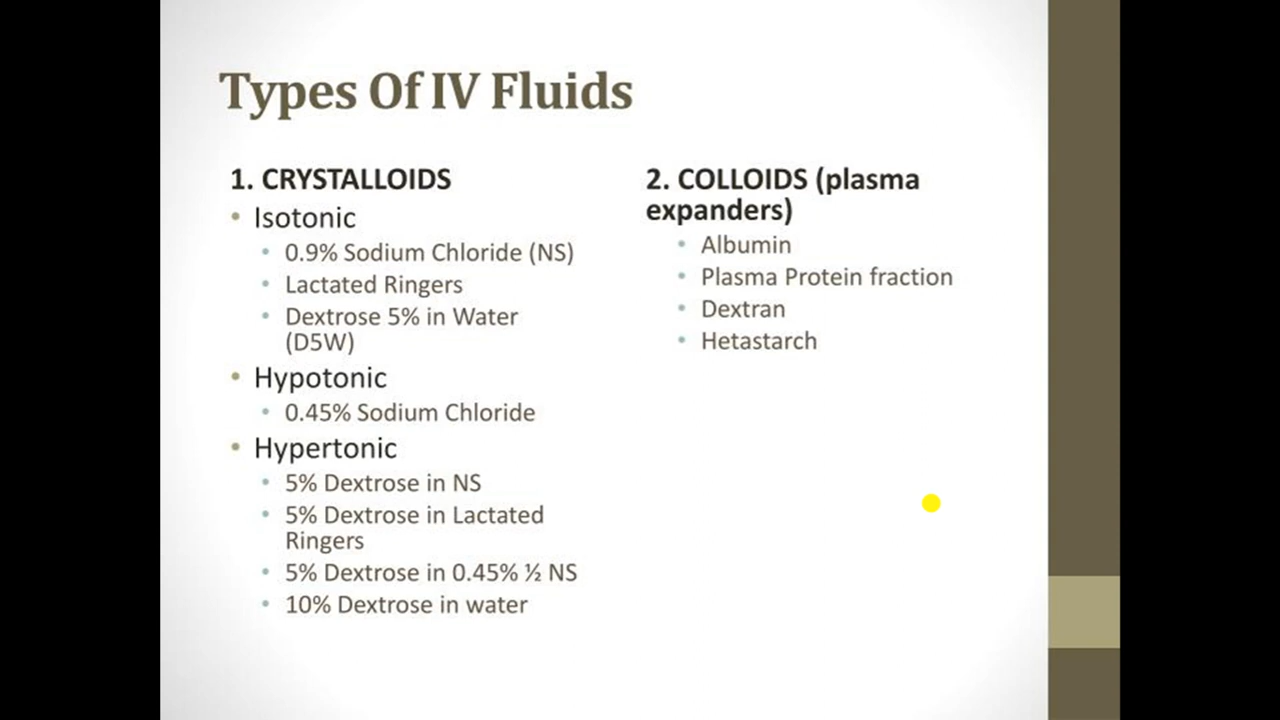 Types Of IV Fluids
1. CRYSTALLOIDS
• Isotonic
• 0.9% Sodium Chloride (NS)
• Lactated Ringers
• Dextrose 5% in Water
(D5W)
• Hypotonic
• 0.45% Sodium Chloride
• Hypertonic
• 5% Dextrose in NS
• 5% Dextrose in Lactated
Ringers
• 5% Dextrose in 0.45% ½ NS
• 10% Dextrose in water
2. COLLOIDS (plasma
expanders)
• Albumin
• Plasma Protein fraction
• Dextran
• Hetastarch